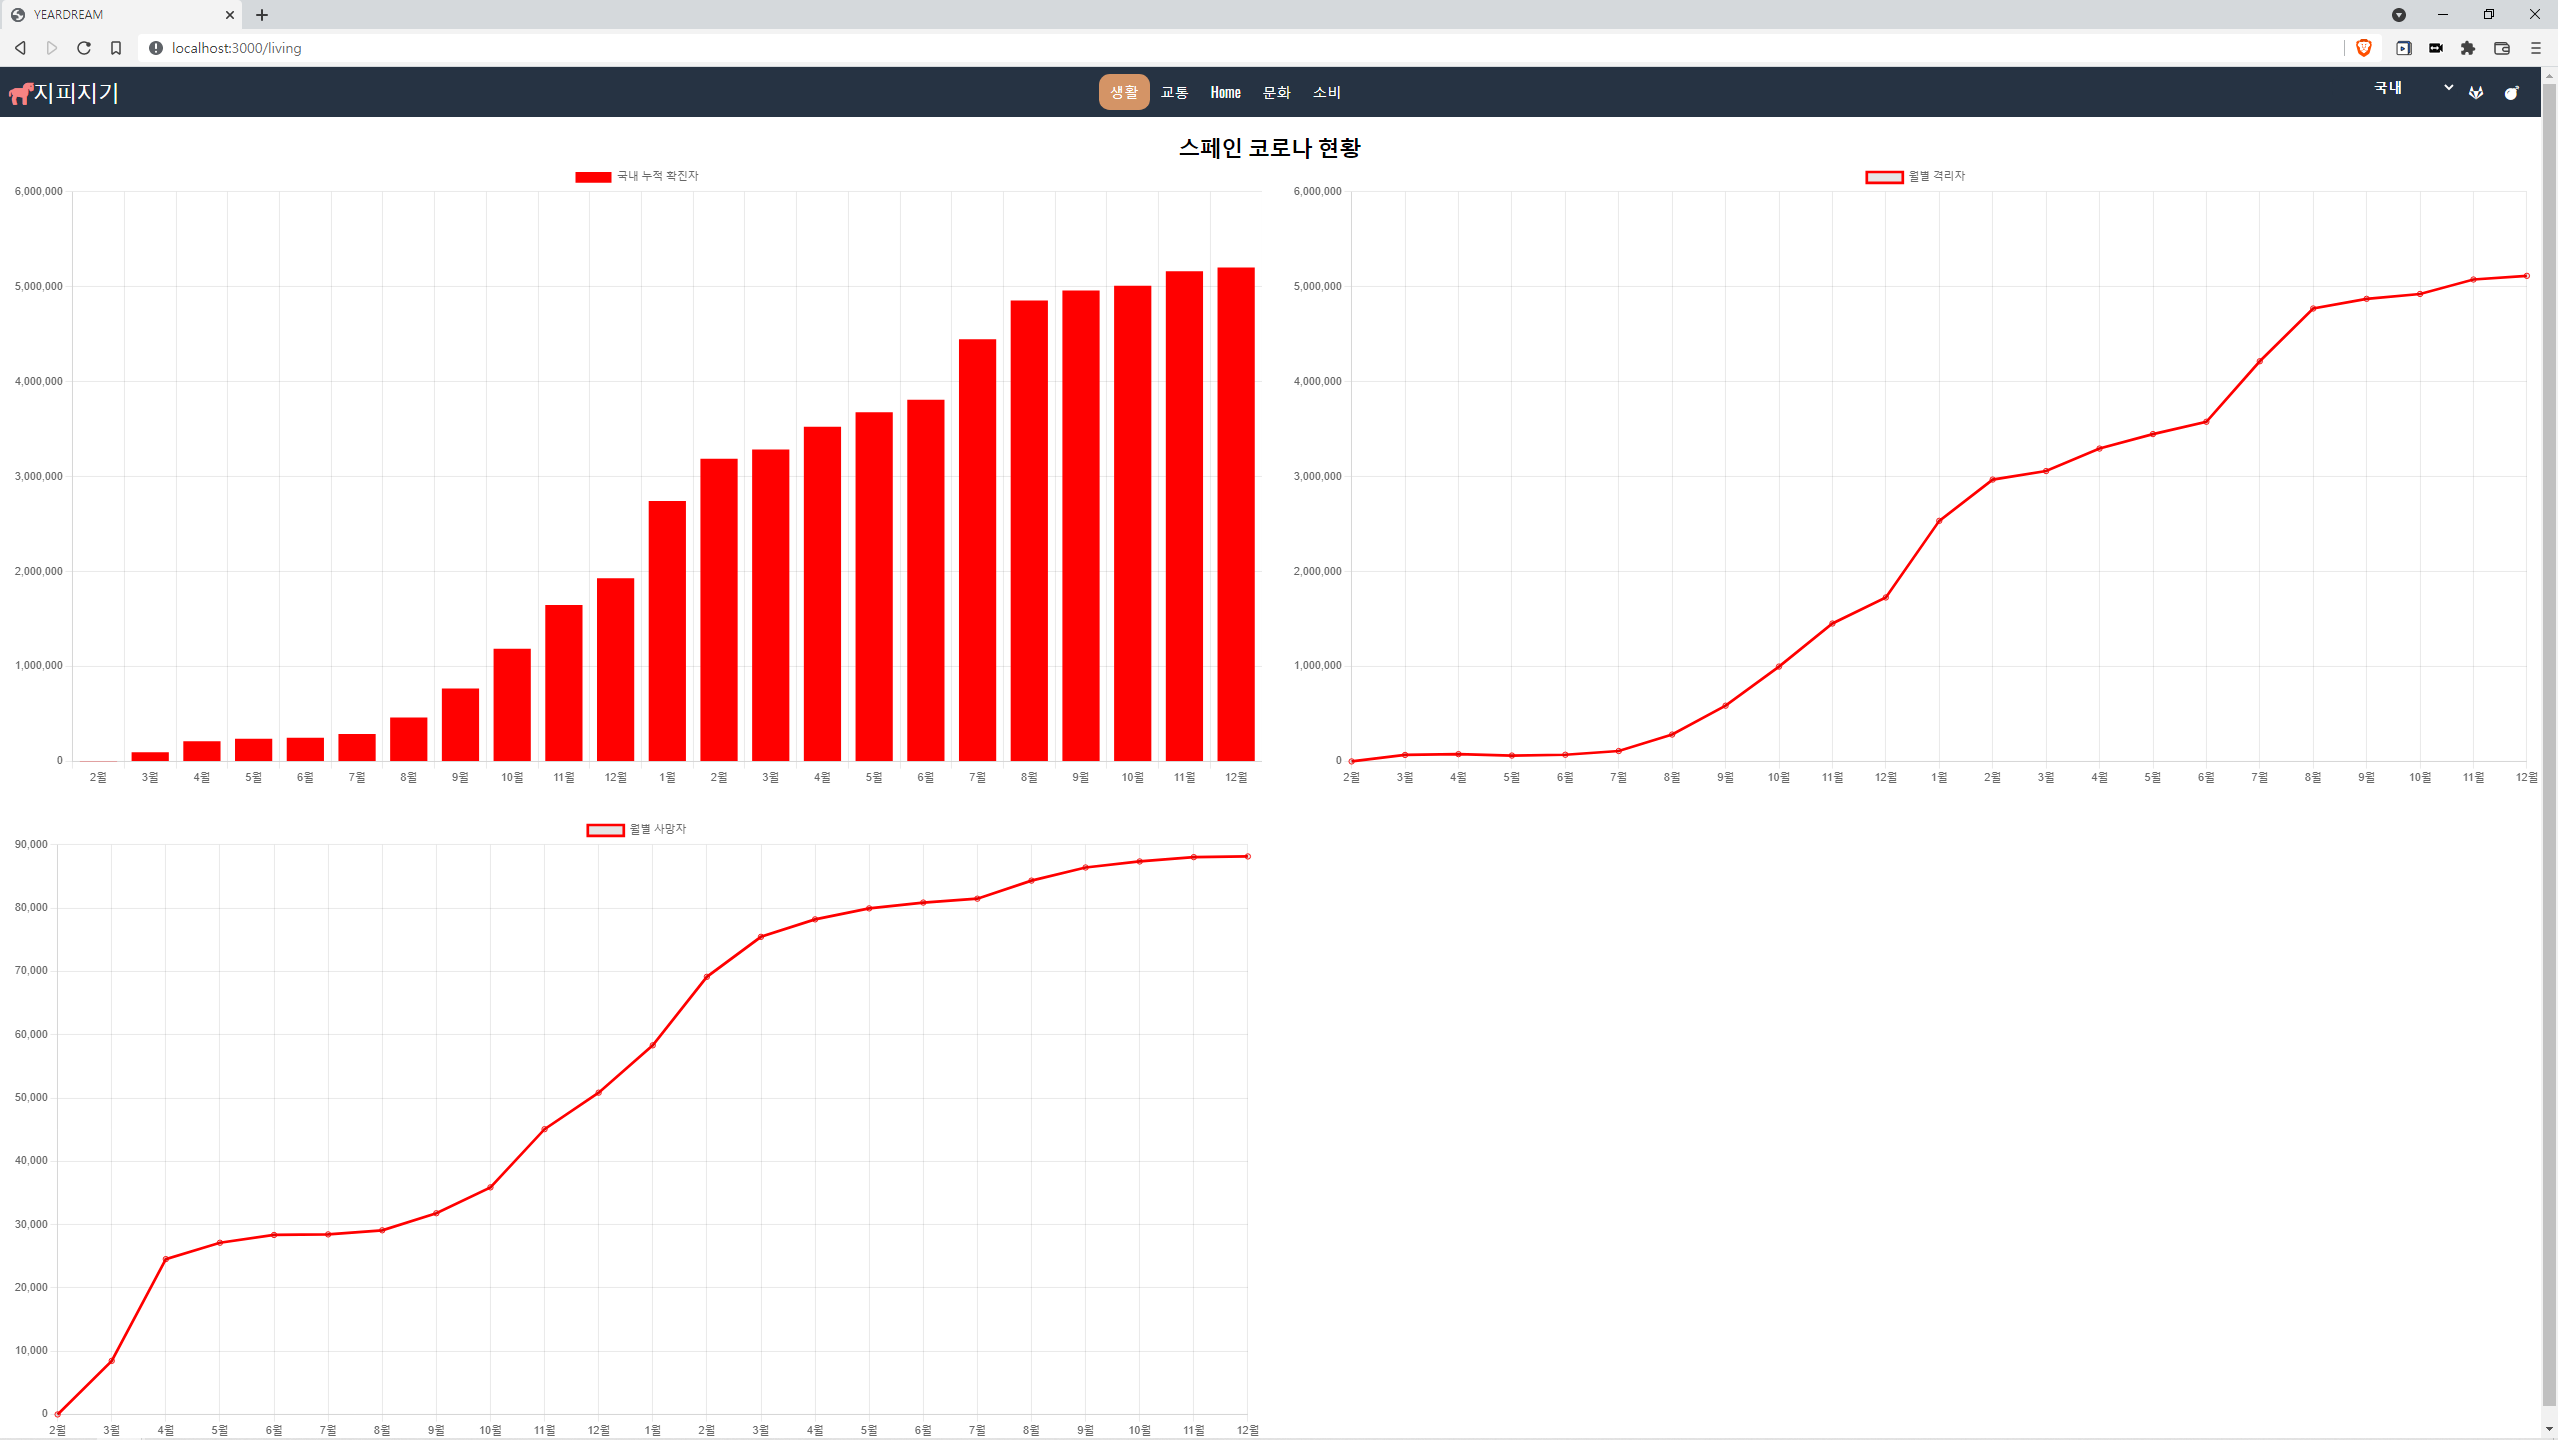 YEARDREAM
localhost:3000/living
지피지기
생활 교통 Home 문화 소비
국내
스페인 코로나 현황
국내 누적 확진자
6,000,000
5,000,000
4,000,000
3,000,000
2,000,000
1,000,000
0
2월 3월 4월 5월 6월 7월 8월 9월 10월 11월 12월 1월 2월 3월 4월 5월 6월 7월 8월 9월 10월 11월 12월
월별 격리자
6,000,000
5,000,000
4,000,000
3,000,000
2,000,000
1,000,000
0
2월 3월 4월 5월 6월 7월 8월 9월 10월 11월 12월 1월 2월 3월 4월 5월 6월 7월 8월 9월 10월 11월 12월
월별 사망자
90,000
80,000
70,000
60,000
50,000
40,000
30,000
20,000
10,000
0
2월 3월 4월 5월 6월 7월 8월 9월 10월 11월 12월 1월 2월 3월 4월 5월 6월 7월 8월 9월 10월 11월 12월